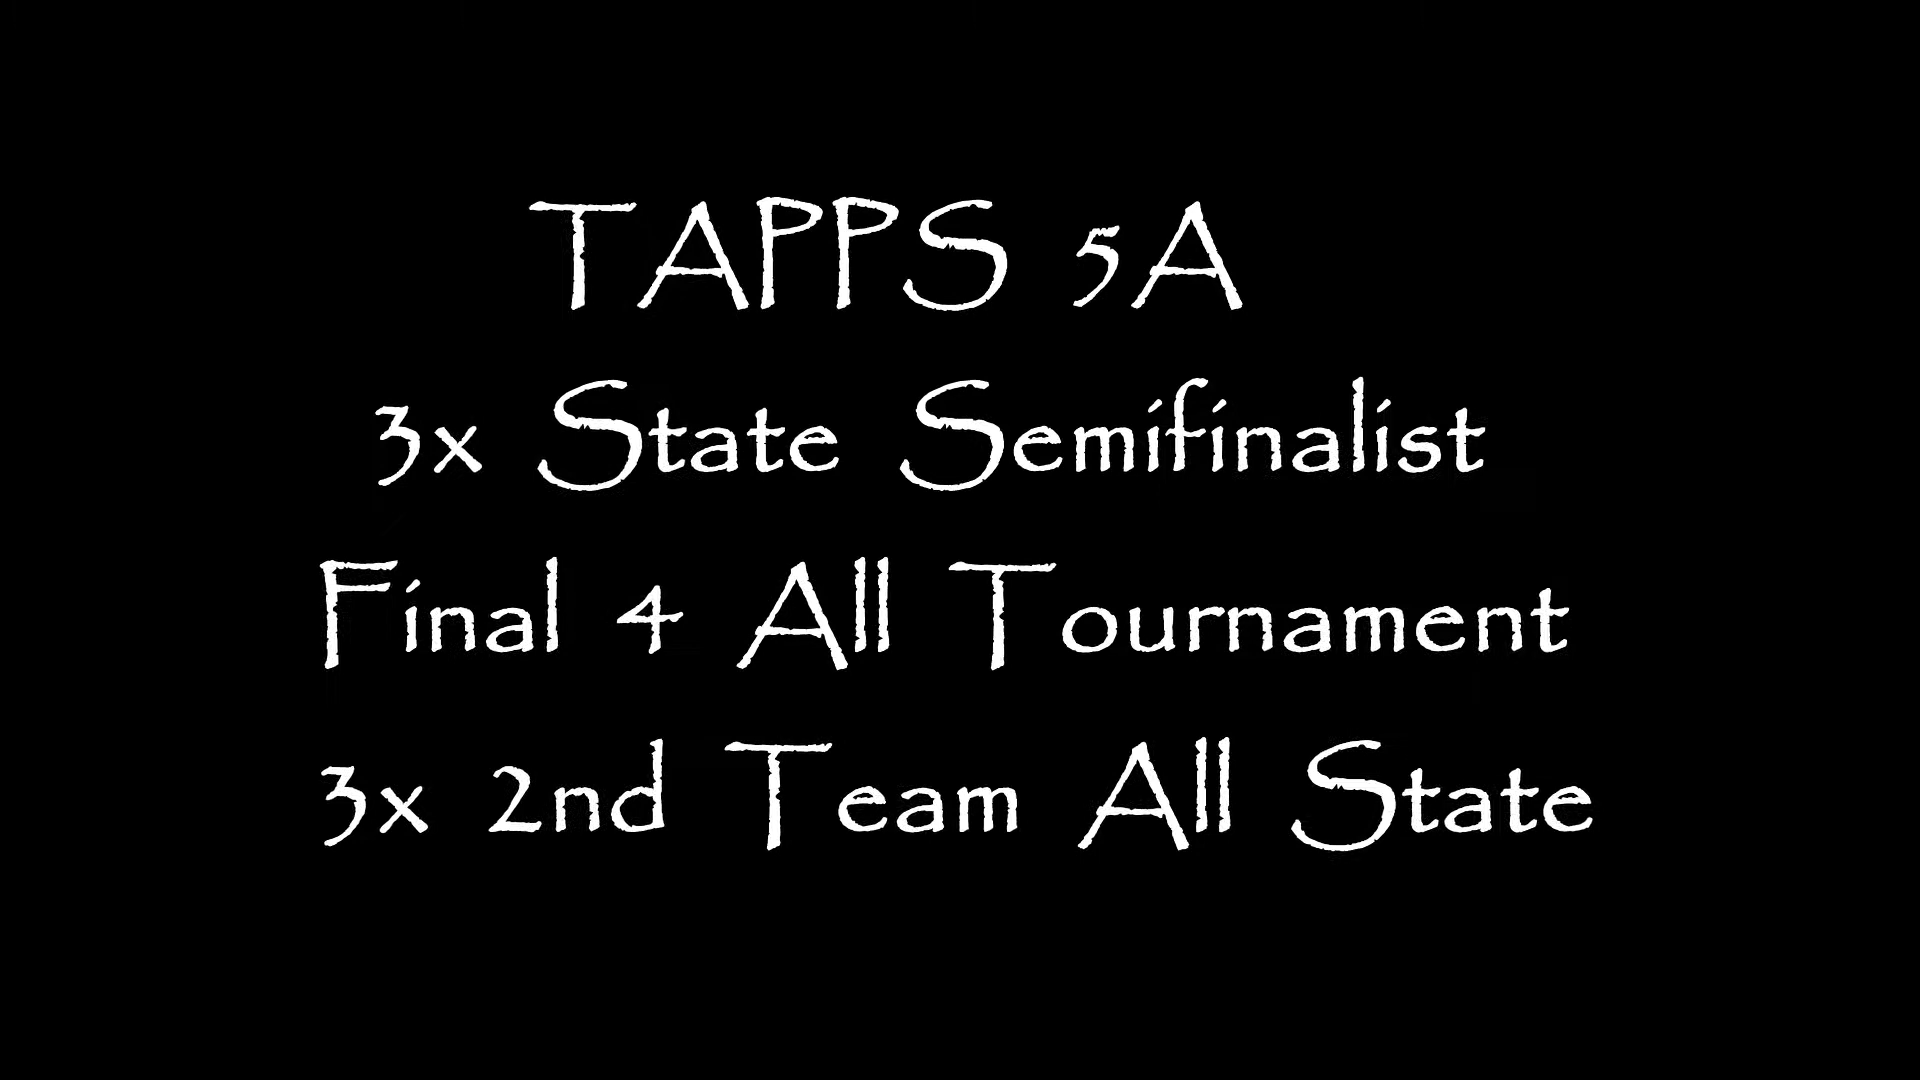 TAPPS 5A
3x State Semifinalist
Final 4 All Tournament
3x 2nd Team All State